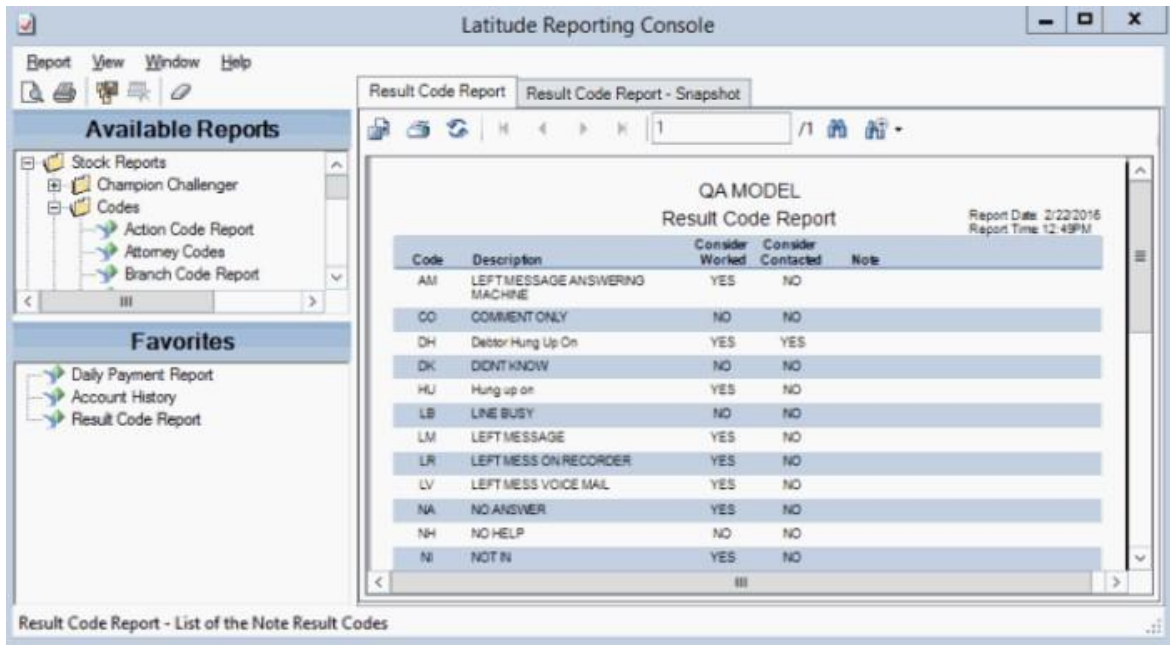 Latitude Reporting Console
Report View Window Help
Available Reports
Stock Reports
Champion Challenger
Codes
Action Code Report
Attorney Codes
Branch Code Report
Favorites
Daily Payment Report
Account History
Result Code Report
Result Code Report Result Code Report - Snapshot
1 /1
QA MODEL
Result Code Report
Report Date: 2/22/2016
Report Time: 12:49PM
Consider Consider
Code Description Worked Contacted Note
AM LEFT MESSAGE ANSWERING YES NO
MACHINE
CO COMMENT ONLY NO NO
DH Debtor Hung Up On YES YES
DK DIDNT KNOW NO NO
HU Hung up on YES NO
LB LINE BUSY NO NO
LM LEFT MESSAGE YES NO
LR LEFT MESS ON RECORDER YES NO
LV LEFT MESS VOICE MAIL YES NO
NA NO ANSWER YES NO
NH NO HELP NO NO
NI NOT IN YES NO
Result Code Report - List of the Note Result Codes